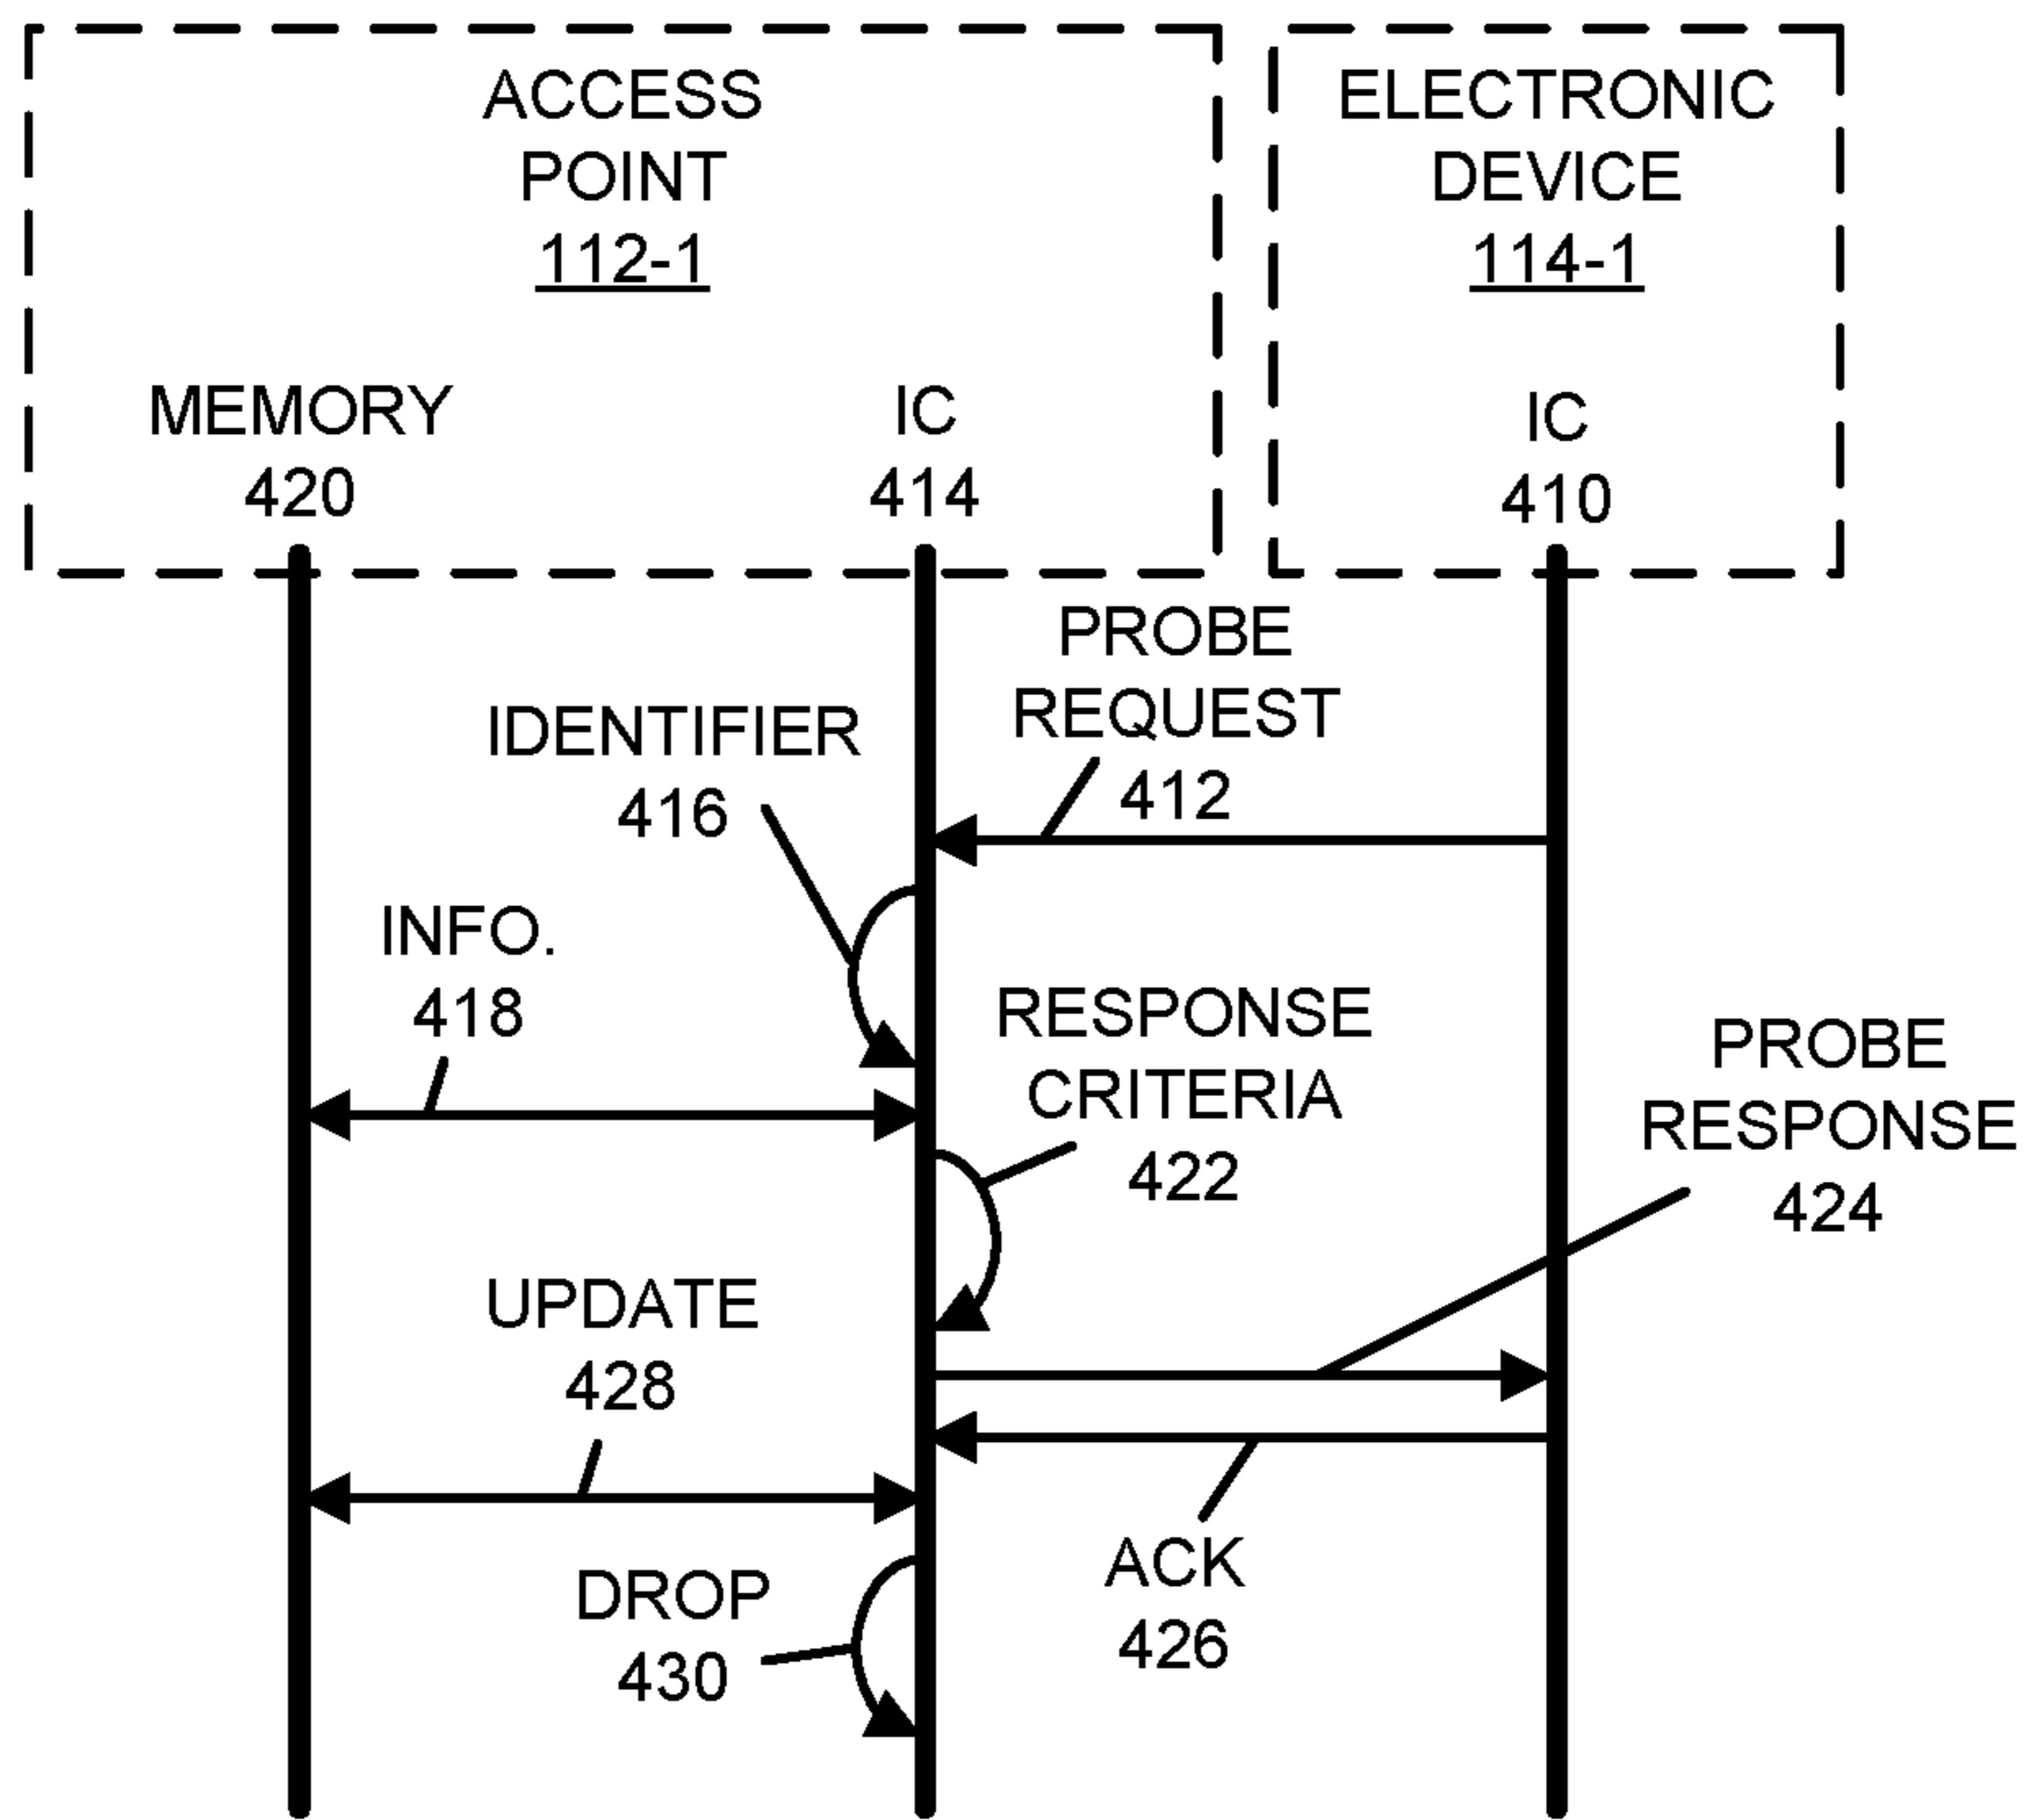 ACCESS
POINT
112-1
ELECTRONIC
DEVICE
114-1
MEMORY
420
IC
414
IC
410
PROBE
REQUEST
412
IDENTIFIER
416
INFO.
418
RESPONSE
CRITERIA
422
PROBE
RESPONSE
424
UPDATE
428
ACK
426
DROP
430